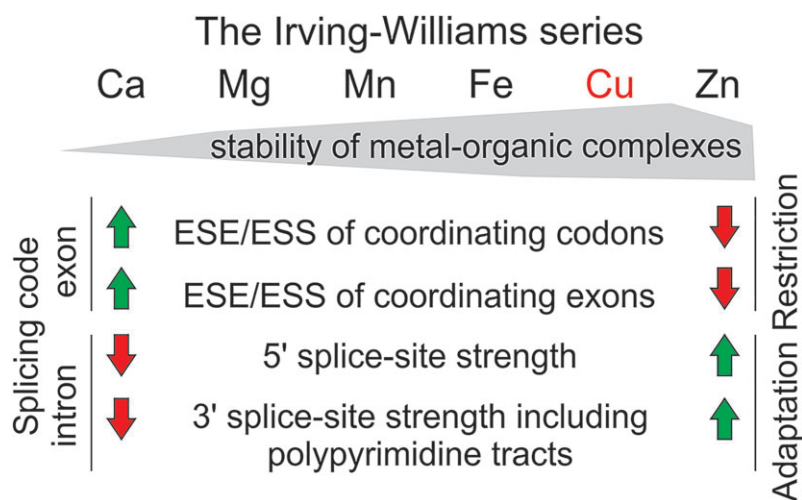 The Irving-Williams series
Ca Mg Mn Fe Cu Zn
stability of metal-organic complexes
Splicing code
exon
intron
ESE/ESS of coordinating codons
ESE/ESS of coordinating exons
5' splice-site strength
3' splice-site strength including
polypyrimidine tracts
Restriction
Adaptation